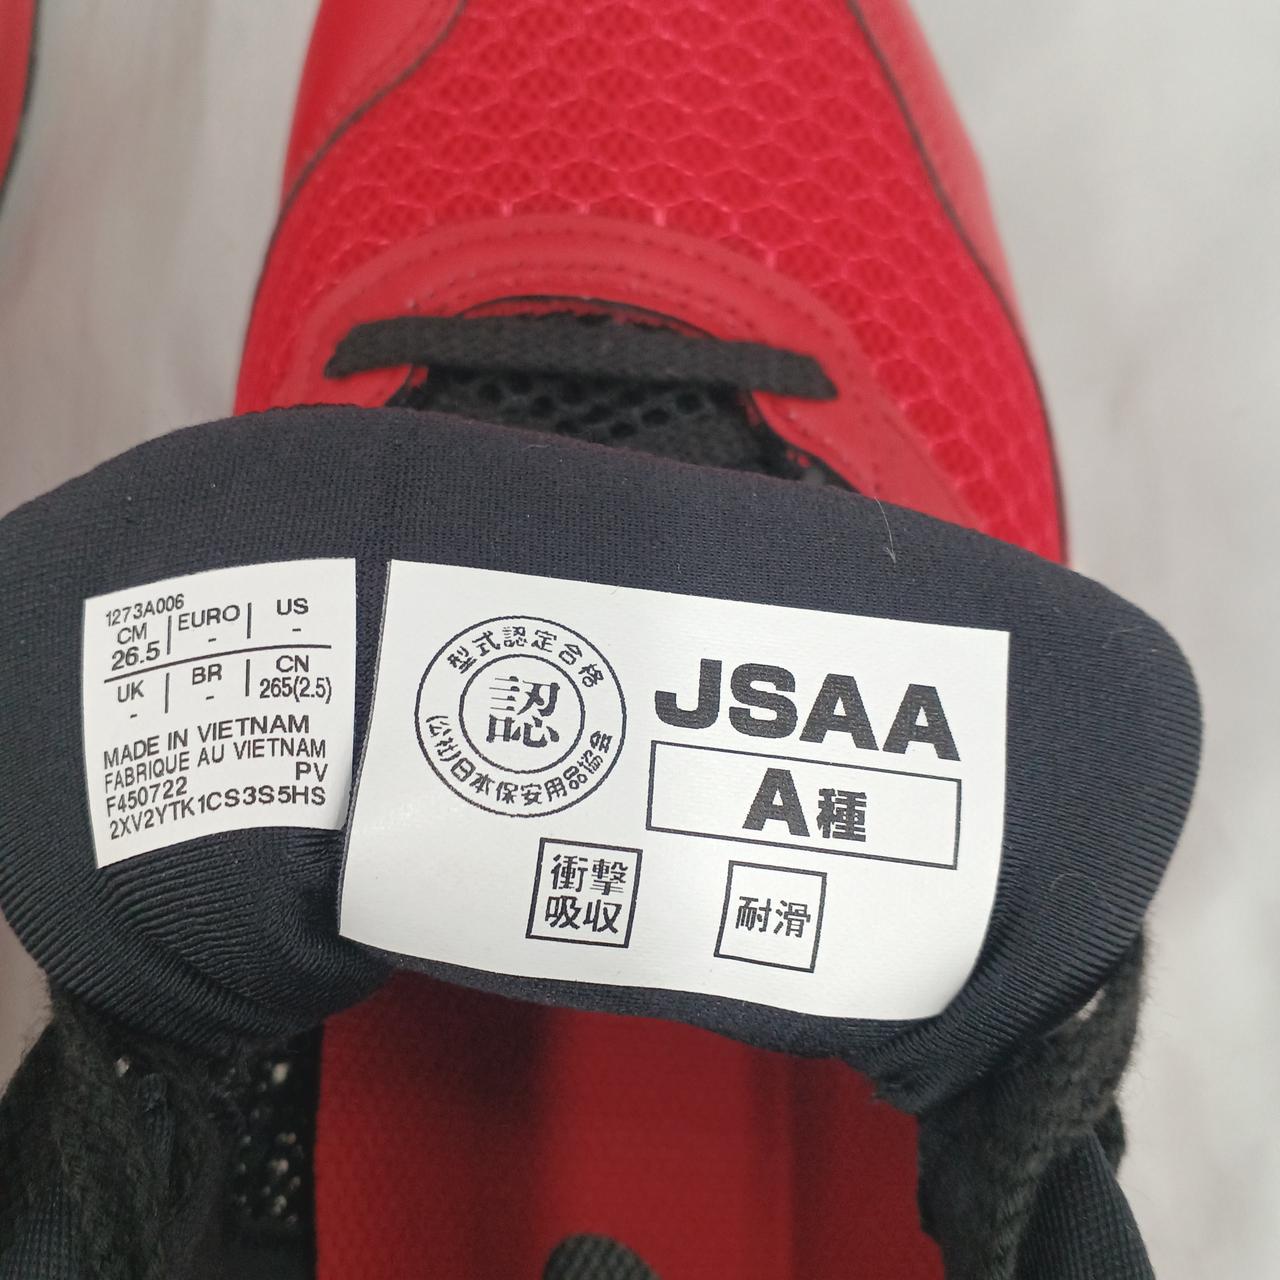 1273A006
CM EURO US
26.5 - -
UK BR CN
- - 265(2.5)
MADE IN VIETNAM
FABRIQUE AU VIETNAM
F450722 PV
2XV2YTK1CS3S5HS
型式認定合格
認
(公社)日本保安用品協会
JSAA
A種
衝撃
吸収
耐滑